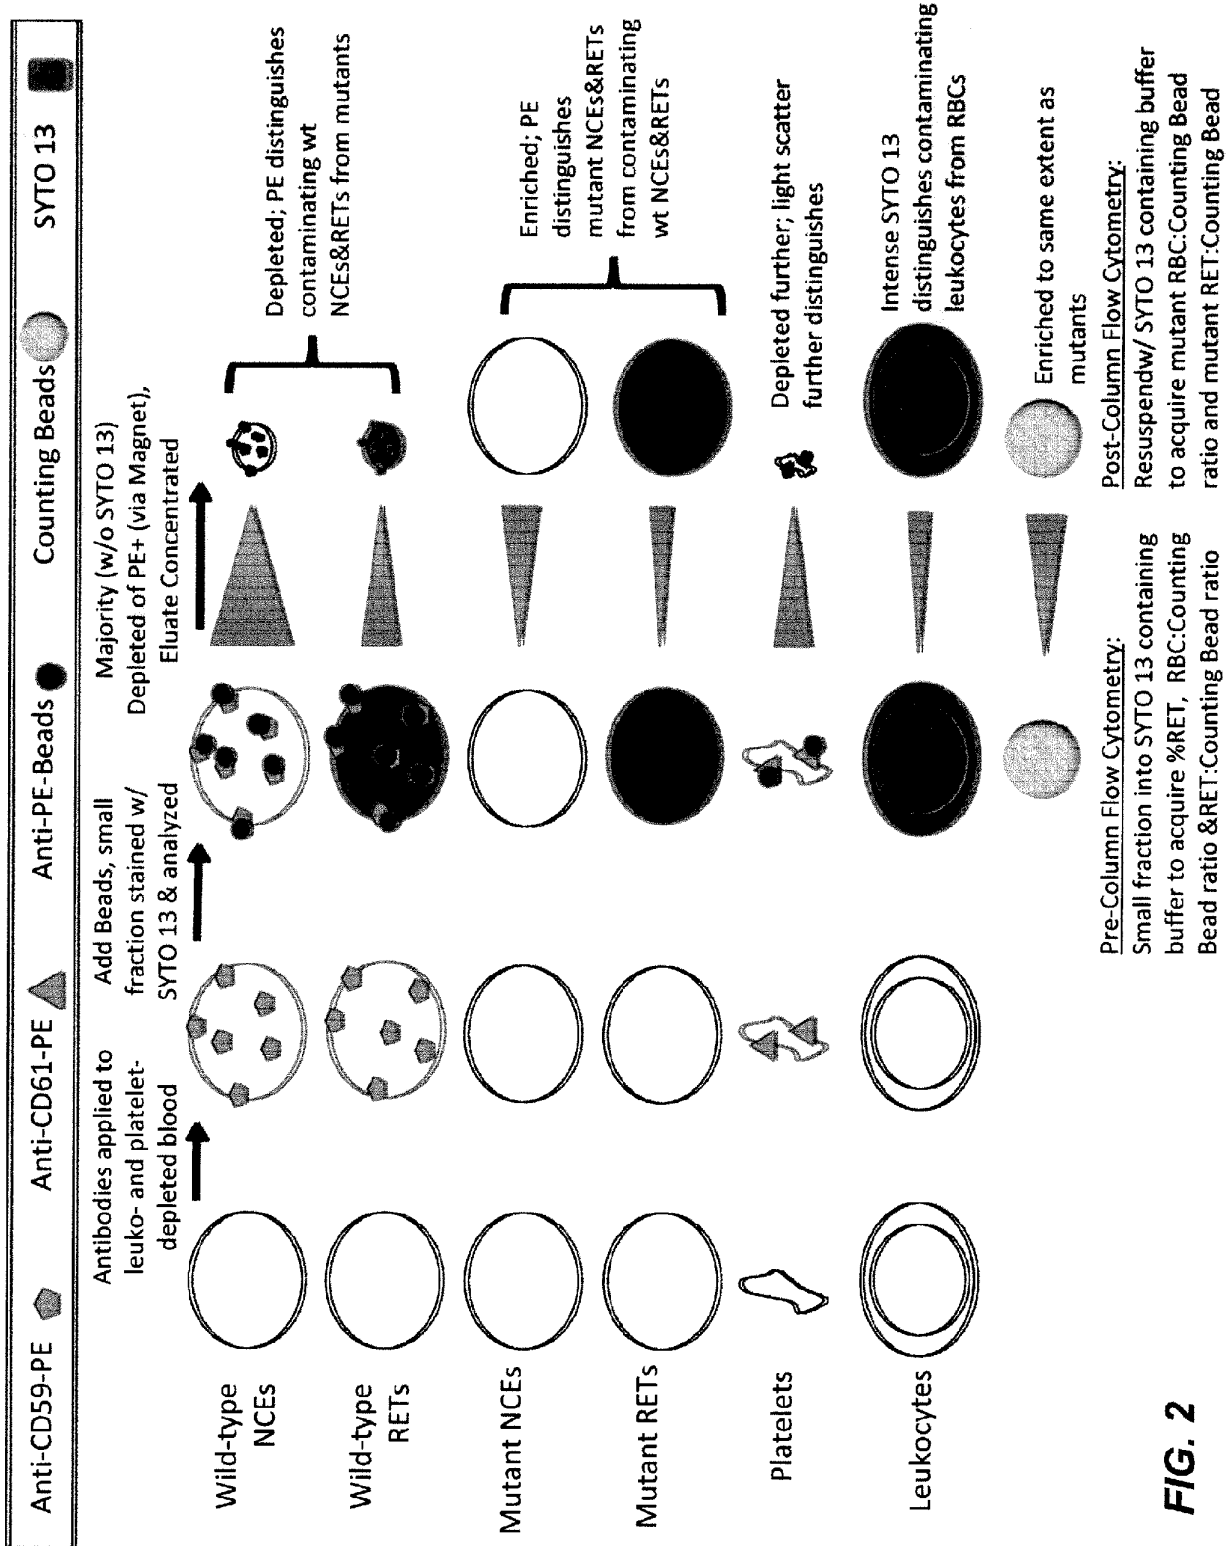 Anti-CD59-PE
Anti-CD61-PE
Anti-PE-Beads
Counting Beads
SYTO 13
Antibodies applied to
leuko- and platelet-
depleted blood
Add Beads, small
fraction stained w/
SYTO 13 & analyzed
Majority (w/o SYTO 13)
Depleted of PE+ (via Magnet),
Eluate Concentrated
Wild-type
NCEs
Wild-type
RETs
Depleted; PE distinguishes
contaminating wt
NCEs&RETs from mutants
Mutant NCEs
Mutant RETs
Enriched; PE
distinguishes
mutant NCEs&RETs
from contaminating
wt NCEs&RETs
Platelets
Depleted further; light scatter
further distinguishes
Leukocytes
Intense SYTO 13
distinguishes contaminating
leukocytes from RBCs
Enriched to same extent as
mutants
Pre-Column Flow Cytometry:
Small fraction into SYTO 13 containing
buffer to acquire %RET, RBC:Counting
Bead ratio &RET:Counting Bead ratio
Post-Column Flow Cytometry:
Resuspendw/ SYTO 13 containing buffer
to acquire mutant RBC:Counting Bead
ratio and mutant RET:Counting Bead
FIG. 2